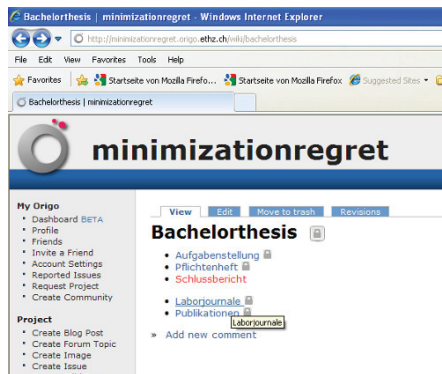 Bachelorthesis | minimizationregret - Windows Internet Explorer
http://minimizationregret.origo.ethz.ch/wiki/bachelorthesis
File Edit View Favorites Tools Help
Favorites Startseite von Mozilla Firefo... Startseite von Mozilla Firefox Suggested Sites
Bachelorthesis | minimizationregret
minimizationregret
My Origo
Dashboard BETA
Profile
Friends
Invite a Friend
Account Settings
Reported Issues
Request Project
Create Community
Project
Create Blog Post
Create Forum Topic
Create Image
Create Issue
View Edit Move to trash Revisions
Bachelorthesis
Aufgabenstellung
Pflichtenheft
Schlussbericht
Laborjournale
Publikationen
Laborjournale
» Add new comment